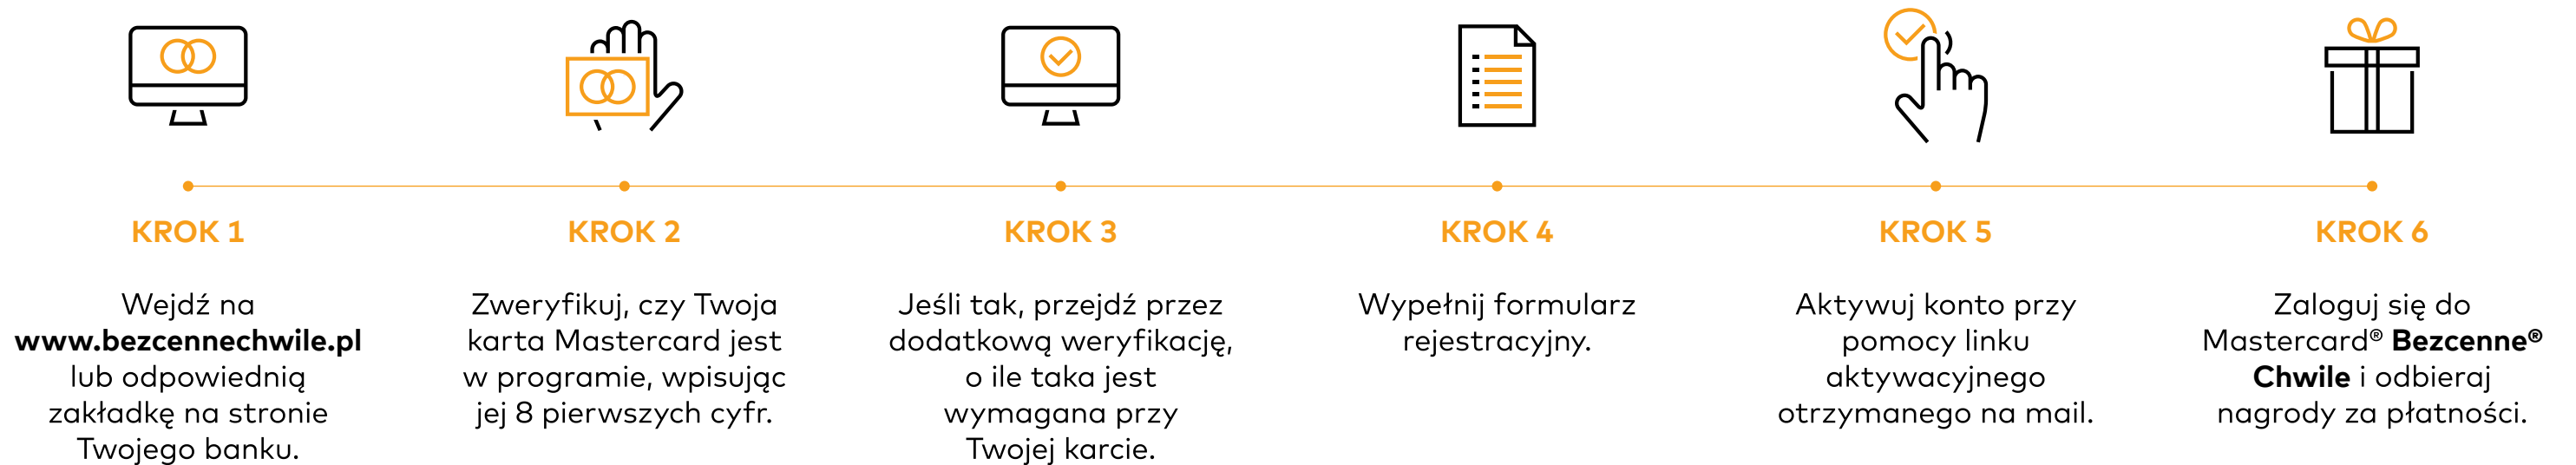 KROK 1
Wejdź na
www.bezcennechwile.pl
lub odpowiednią
zakładkę na stronie
Twojego banku.
KROK 2
Zweryfikuj, czy Twoja
karta Mastercard jest
w programie, wpisując
jej 8 pierwszych cyfr.
KROK 3
Jeśli tak, przejdź przez
dodatkową weryfikację,
o ile taka jest
wymagana przy
Twojej karcie.
KROK 4
Wypełnij formularz
rejestracyjny.
KROK 5
Aktywuj konto przy
pomocy linku
aktywacyjnego
otrzymanego na mail.
KROK 6
Zaloguj się do
Mastercard® Bezcenne®
Chwile i odbieraj
nagrody za płatności.